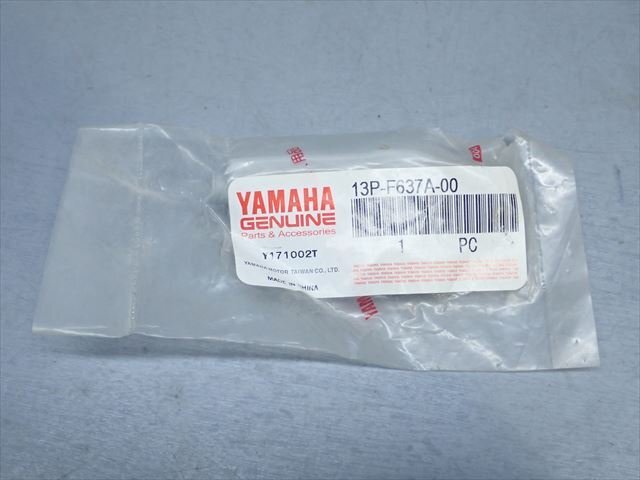 YAMAHA
GENUINE
Parts & Accessories
13P-F637A-00
1 PC
Y171002T
YAMAHA MOTOR TAIWAN CO., LTD.
MADE IN CHINA